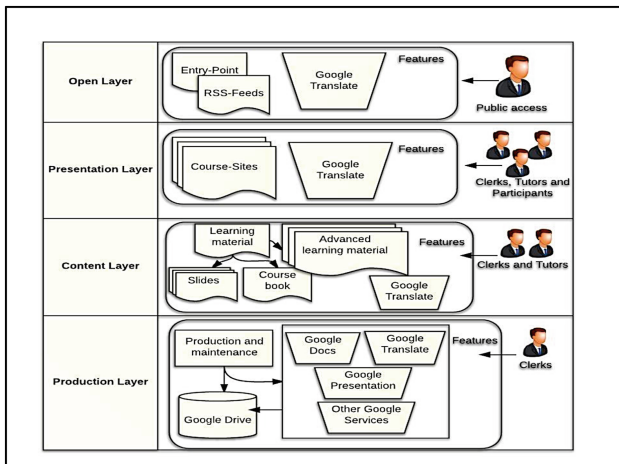 Open Layer
Entry-Point
RSS-Feeds
Google
Translate
Features
Public access
Presentation Layer
Course-Sites
Google
Translate
Features
Clerks, Tutors and
Participants
Content Layer
Learning
material
Advanced
learning material
Features
Slides
Course
book
Google
Translate
Clerks and Tutors
Production Layer
Production and
maintenance
Google
Docs
Google
Translate
Features
Google
Presentation
Google Drive
Other Google
Services
Clerks